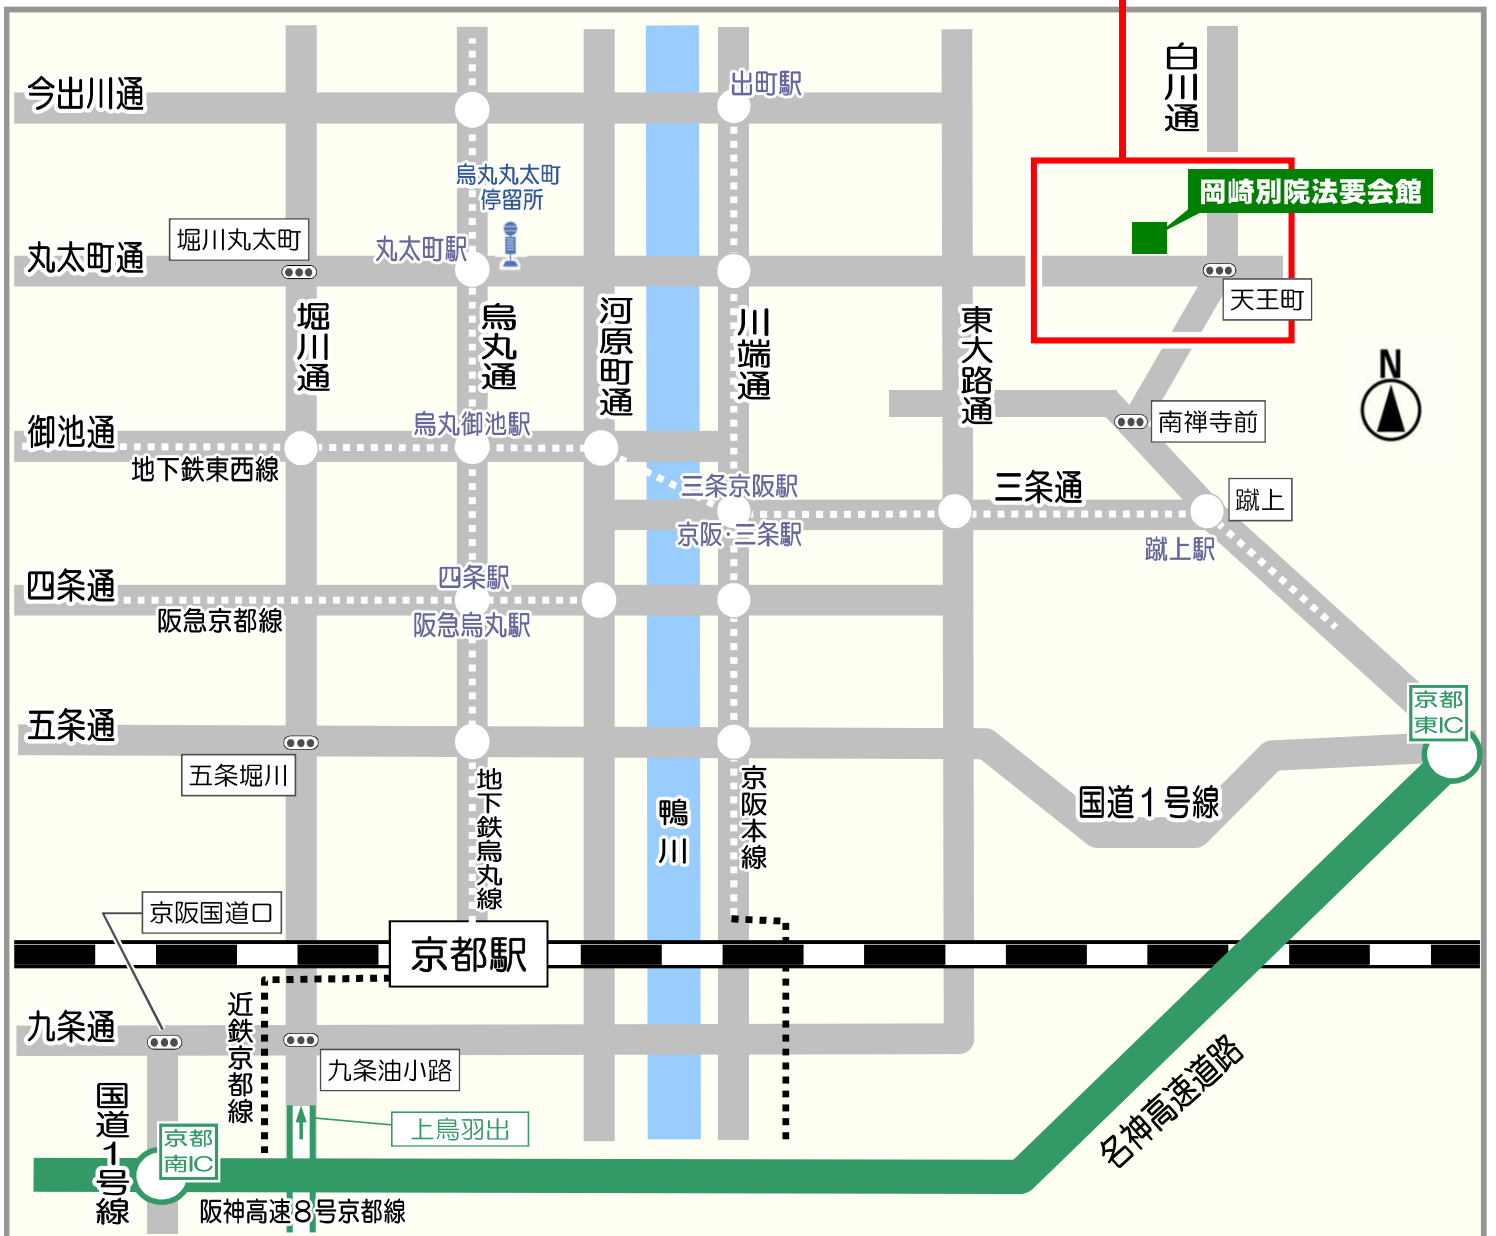 今出川通
出町駅
白川通
烏丸丸太町
停留所
岡崎別院法要会館
堀川丸太町
丸太町駅
丸太町通
天王町
堀川通
烏丸通
河原町通
川端通
東大路通
N
御池通
烏丸御池駅
南禅寺前
地下鉄東西線
三条京阪駅
三条通
蹴上
京阪・三条駅
蹴上駅
四条通
四条駅
阪急京都線
阪急烏丸駅
京都
東IC
五条通
五条堀川
地下鉄烏丸線
鴨川
京阪本線
国道1号線
京阪国道口
京都駅
九条通
近鉄京都線
九条油小路
国道1号線
上鳥羽出
名神高速道路
京都
南IC
阪神高速8号京都線